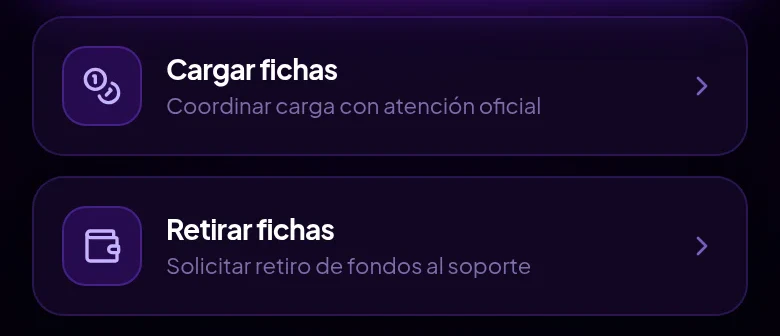 Cargar fichas
Coordinar carga con atención oficial
Retirar fichas
Solicitar retiro de fondos al soporte